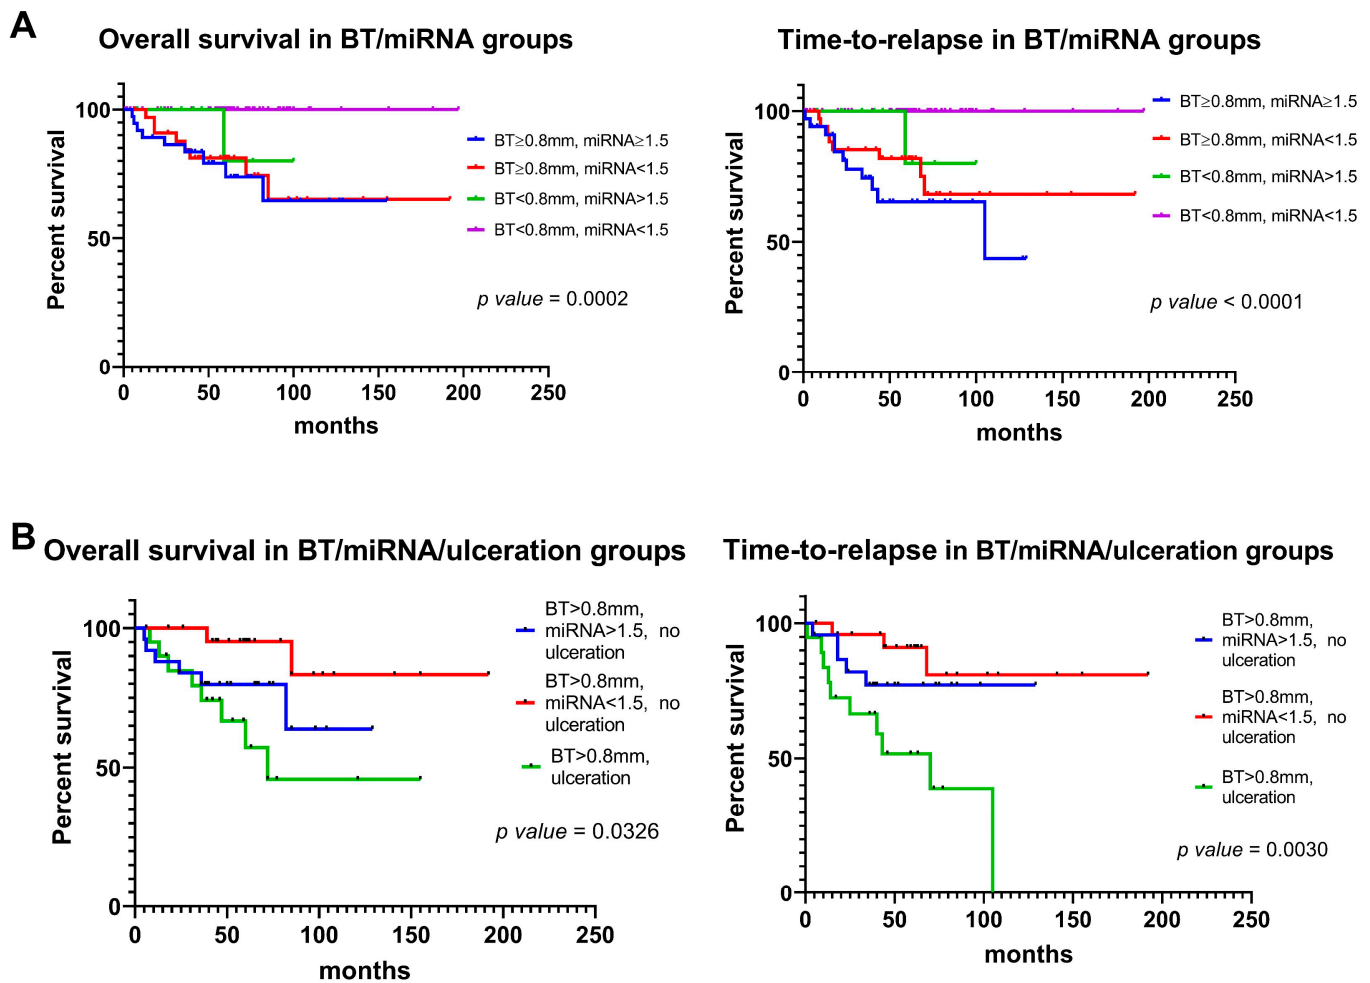 A
Overall survival in BT/miRNA groups
Percent survival
100
50
0
0 50 100 150 200 250
months
BT≥0.8mm, miRNA≥1.5
BT≥0.8mm, miRNA<1.5
BT<0.8mm, miRNA>1.5
BT<0.8mm, miRNA<1.5
p value = 0.0002
Time-to-relapse in BT/miRNA groups
Percent survival
100
50
0
0 50 100 150 200 250
months
BT≥0.8mm, miRNA≥1.5
BT≥0.8mm, miRNA<1.5
BT<0.8mm, miRNA>1.5
BT<0.8mm, miRNA<1.5
p value < 0.0001
B
Overall survival in BT/miRNA/ulceration groups
Percent survival
100
50
0
0 50 100 150 200 250
months
BT>0.8mm,
miRNA>1.5, no
ulceration
BT>0.8mm,
miRNA<1.5, no
ulceration
BT>0.8mm,
ulceration
p value = 0.0326
Time-to-relapse in BT/miRNA/ulceration groups
Percent survival
100
50
0
0 50 100 150 200 250
months
BT>0.8mm,
miRNA>1.5, no
ulceration
BT>0.8mm,
miRNA<1.5, no
ulceration
BT>0.8mm,
ulceration
p value = 0.0030